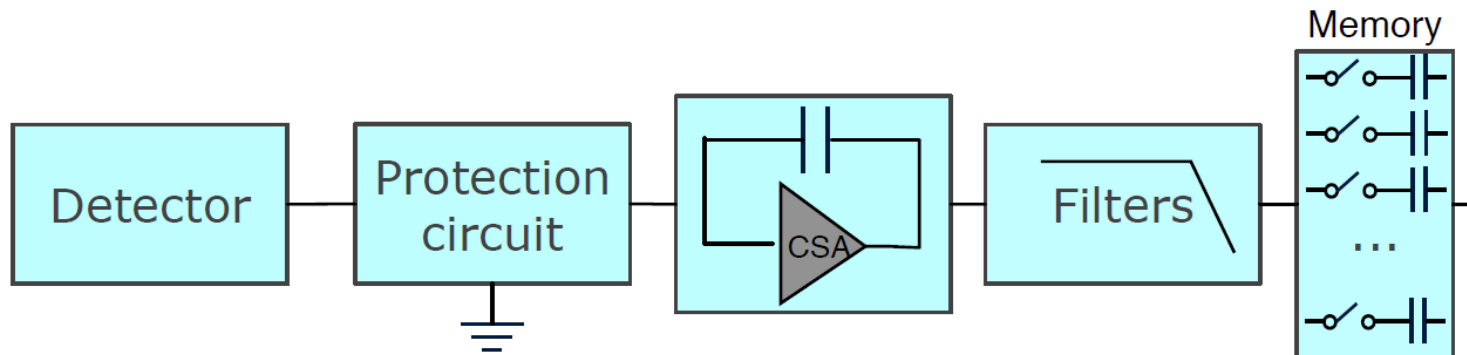 Memory
Detector
Protection
circuit
CSA
Filters
...